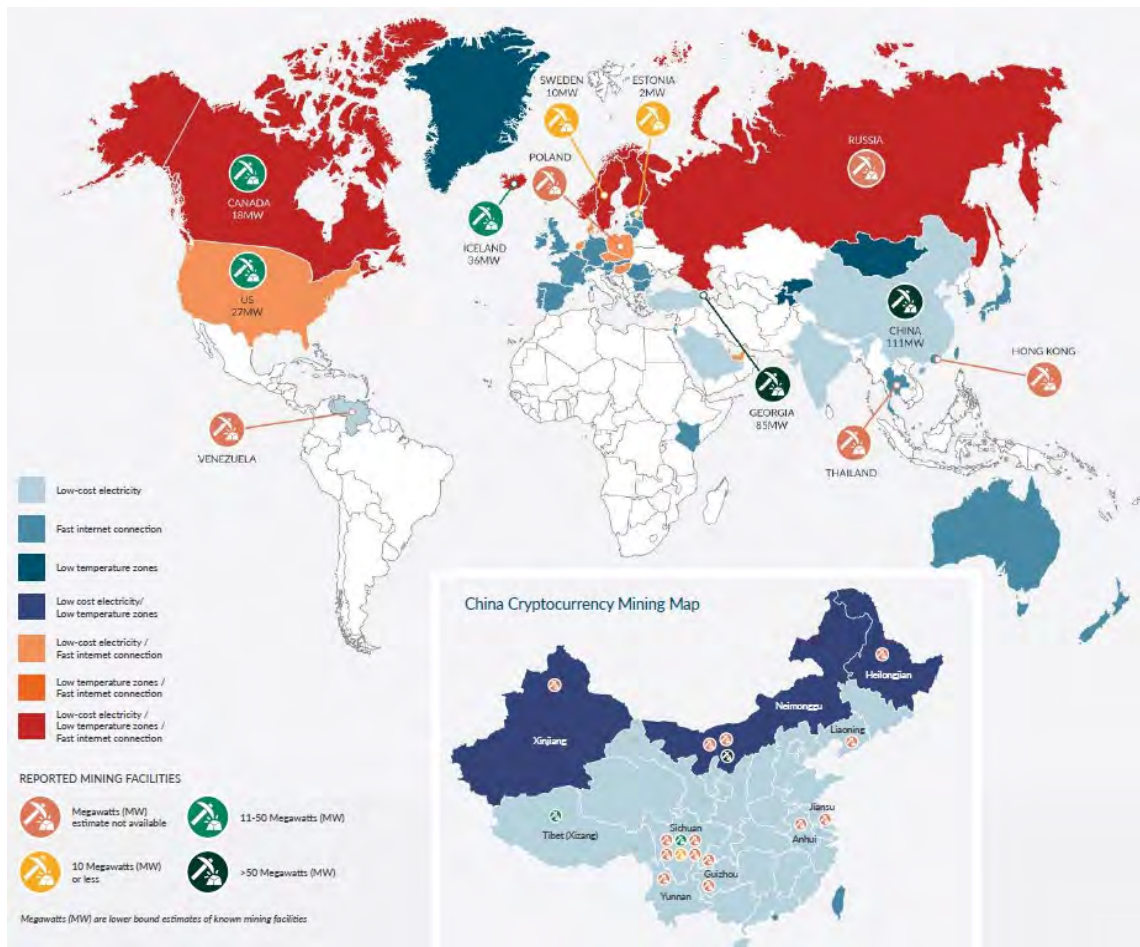 SWEDEN
10MW
ESTONIA
2MW
POLAND
RUSSIA
CANADA
18MW
ICELAND
36MW
US
27MW
CHINA
111MW
HONG KONG
GEORGIA
85MW
VENEZUELA
THAILAND
Low-cost electricity
Fast internet connection
Low temperature zones
Low cost electricity/
Low temperature zones
Low-cost electricity /
Fast internet connection
Low temperature zones /
Fast internet connection
Low-cost electricity /
Low temperature zones /
Fast internet connection
REPORTED MINING FACILITIES
Megawatts (MW)
estimate not available
11-50 Megawatts (MW)
10 Megawatts (MW)
or less
>50 Megawatts (MW)
Megawatts (MW) are lower bound estimates of known mining facilities
China Cryptocurrency Mining Map
Heilongjian
Neimonggu
Xinjiang
Liaoning
Jiansu
Anhui
Tibet (Xizang)
Sichuan
Guizhou
Yunnan